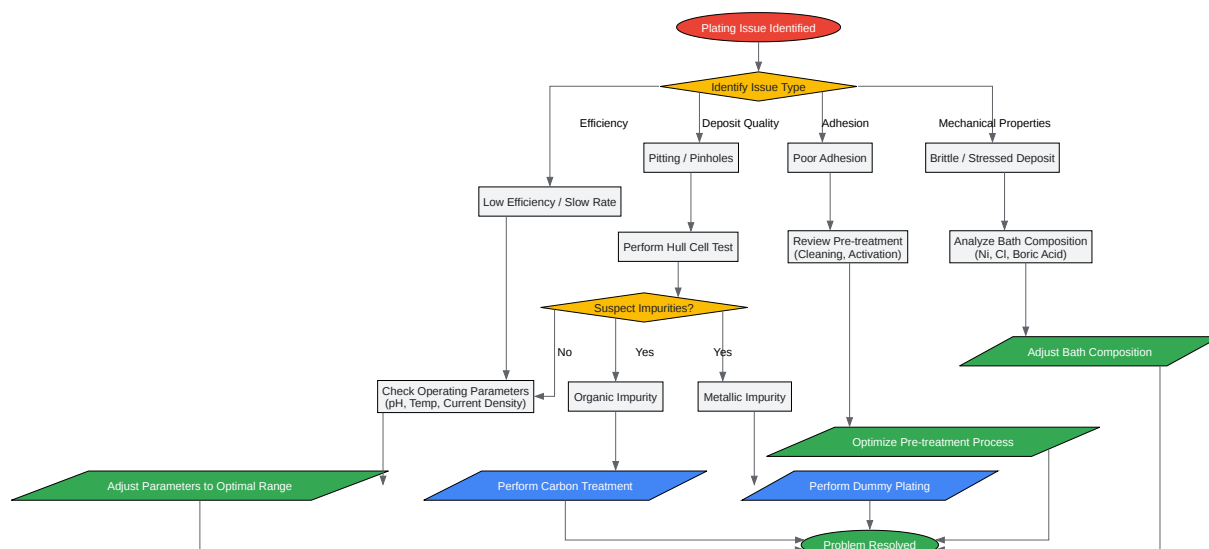 Plating Issue Identified
Identify Issue Type
Efficiency
Deposit Quality
Adhesion
Mechanical Properties
Pitting / Pinholes
Poor Adhesion
Brittle / Stressed Deposit
Low Efficiency / Slow Rate
Perform Hull Cell Test
Review Pre-treatment
(Cleaning, Activation)
Analyze Bath Composition
(Ni, Cl, Boric Acid)
Suspect Impurities?
No
Yes
Yes
Adjust Bath Composition
Check Operating Parameters
(pH, Temp, Current Density)
Organic Impurity
Metallic Impurity
Optimize Pre-treatment Process
Adjust Parameters to Optimal Range
Perform Carbon Treatment
Perform Dummy Plating
Problem Resolved